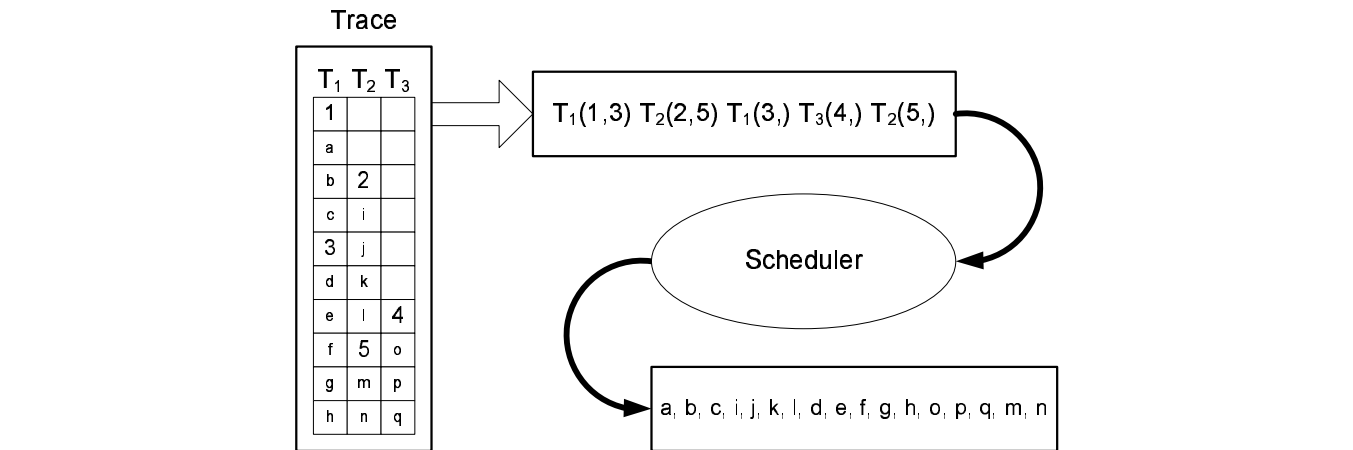 Trace
T₁ T₂ T₃
1
a
b 2
c i
3 j
d k
e l 4
f 5 o
g m p
h n q
T₁(1,3) T₂(2,5) T₁(3,) T₃(4,) T₂(5,)
Scheduler
a, b, c, i, j, k, l, d, e, f, g, h, o, p, q, m, n